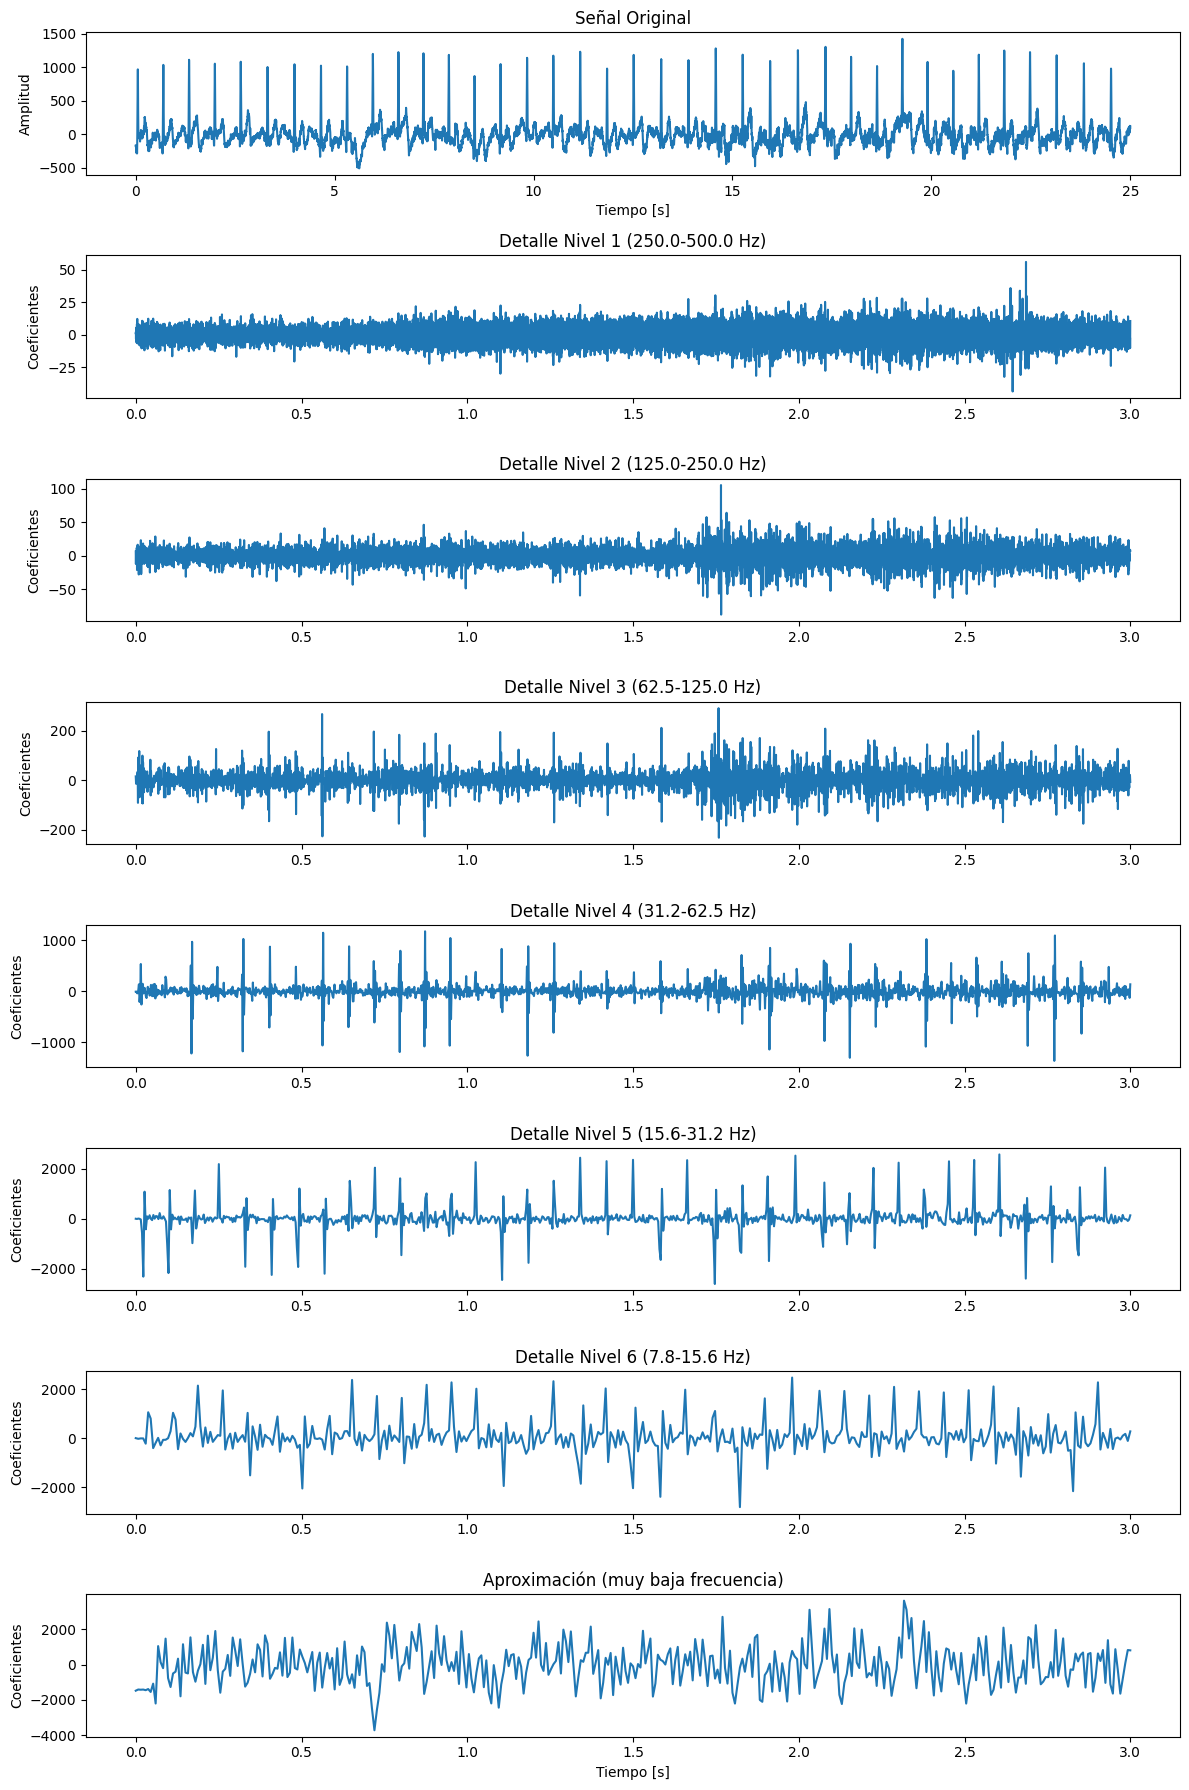 Señal Original
1500
1000
500
0
−500
Amplitud
0 5 10 15 20 25
Tiempo [s]
Detalle Nivel 1 (250.0-500.0 Hz)
50
25
0
−25
Coeficientes
0.0 0.5 1.0 1.5 2.0 2.5 3.0
Detalle Nivel 2 (125.0-250.0 Hz)
100
50
0
−50
Coeficientes
0.0 0.5 1.0 1.5 2.0 2.5 3.0
Detalle Nivel 3 (62.5-125.0 Hz)
200
0
−200
Coeficientes
0.0 0.5 1.0 1.5 2.0 2.5 3.0
Detalle Nivel 4 (31.2-62.5 Hz)
1000
0
−1000
Coeficientes
0.0 0.5 1.0 1.5 2.0 2.5 3.0
Detalle Nivel 5 (15.6-31.2 Hz)
2000
0
−2000
Coeficientes
0.0 0.5 1.0 1.5 2.0 2.5 3.0
Detalle Nivel 6 (7.8-15.6 Hz)
2000
0
−2000
Coeficientes
0.0 0.5 1.0 1.5 2.0 2.5 3.0
Aproximación (muy baja frecuencia)
2000
0
−2000
−4000
Coeficientes
0.0 0.5 1.0 1.5 2.0 2.5 3.0
Tiempo [s]